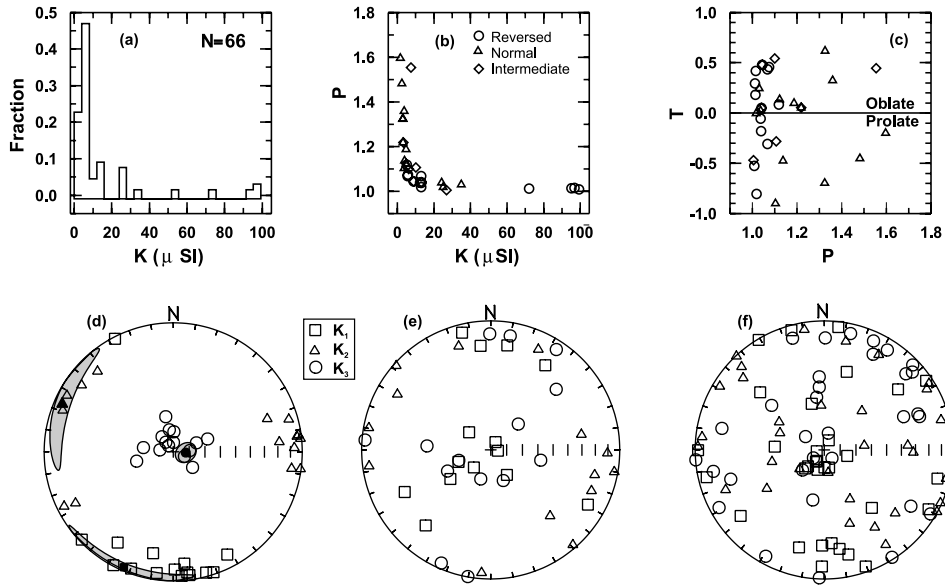 (a)
N=66
Fraction
0.5
0.4
0.3
0.2
0.1
0.0
0 20 40 60 80 100
K (μ SI)
(b)
Reversed
Normal
Intermediate
P
1.8
1.6
1.4
1.2
1.0
0 20 40 60 80 100
K (μSI)
(c)
T
1.0
0.5
0.0
-0.5
-1.0
Oblate
Prolate
1.0 1.2 1.4 1.6 1.8
P
(d)
N
K1
K2
K3
(e)
N
(f)
N